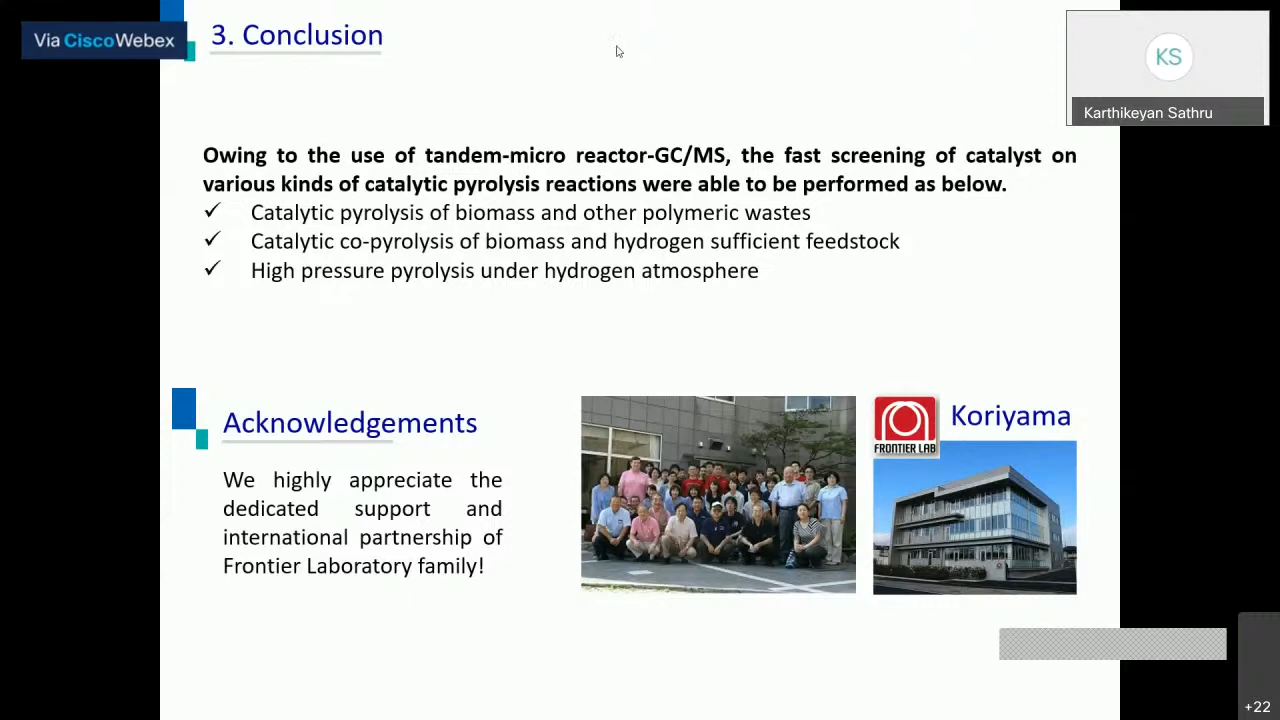 Via CiscoWebex
3. Conclusion
KS
Karthikeyan Sathru
Owing to the use of tandem-micro reactor-GC/MS, the fast screening of catalyst on
various kinds of catalytic pyrolysis reactions were able to be performed as below.
✓ Catalytic pyrolysis of biomass and other polymeric wastes
✓ Catalytic co-pyrolysis of biomass and hydrogen sufficient feedstock
✓ High pressure pyrolysis under hydrogen atmosphere
Acknowledgements
We highly appreciate the
dedicated support and
international partnership of
Frontier Laboratory family!
FRONTIER LAB
Koriyama
+22